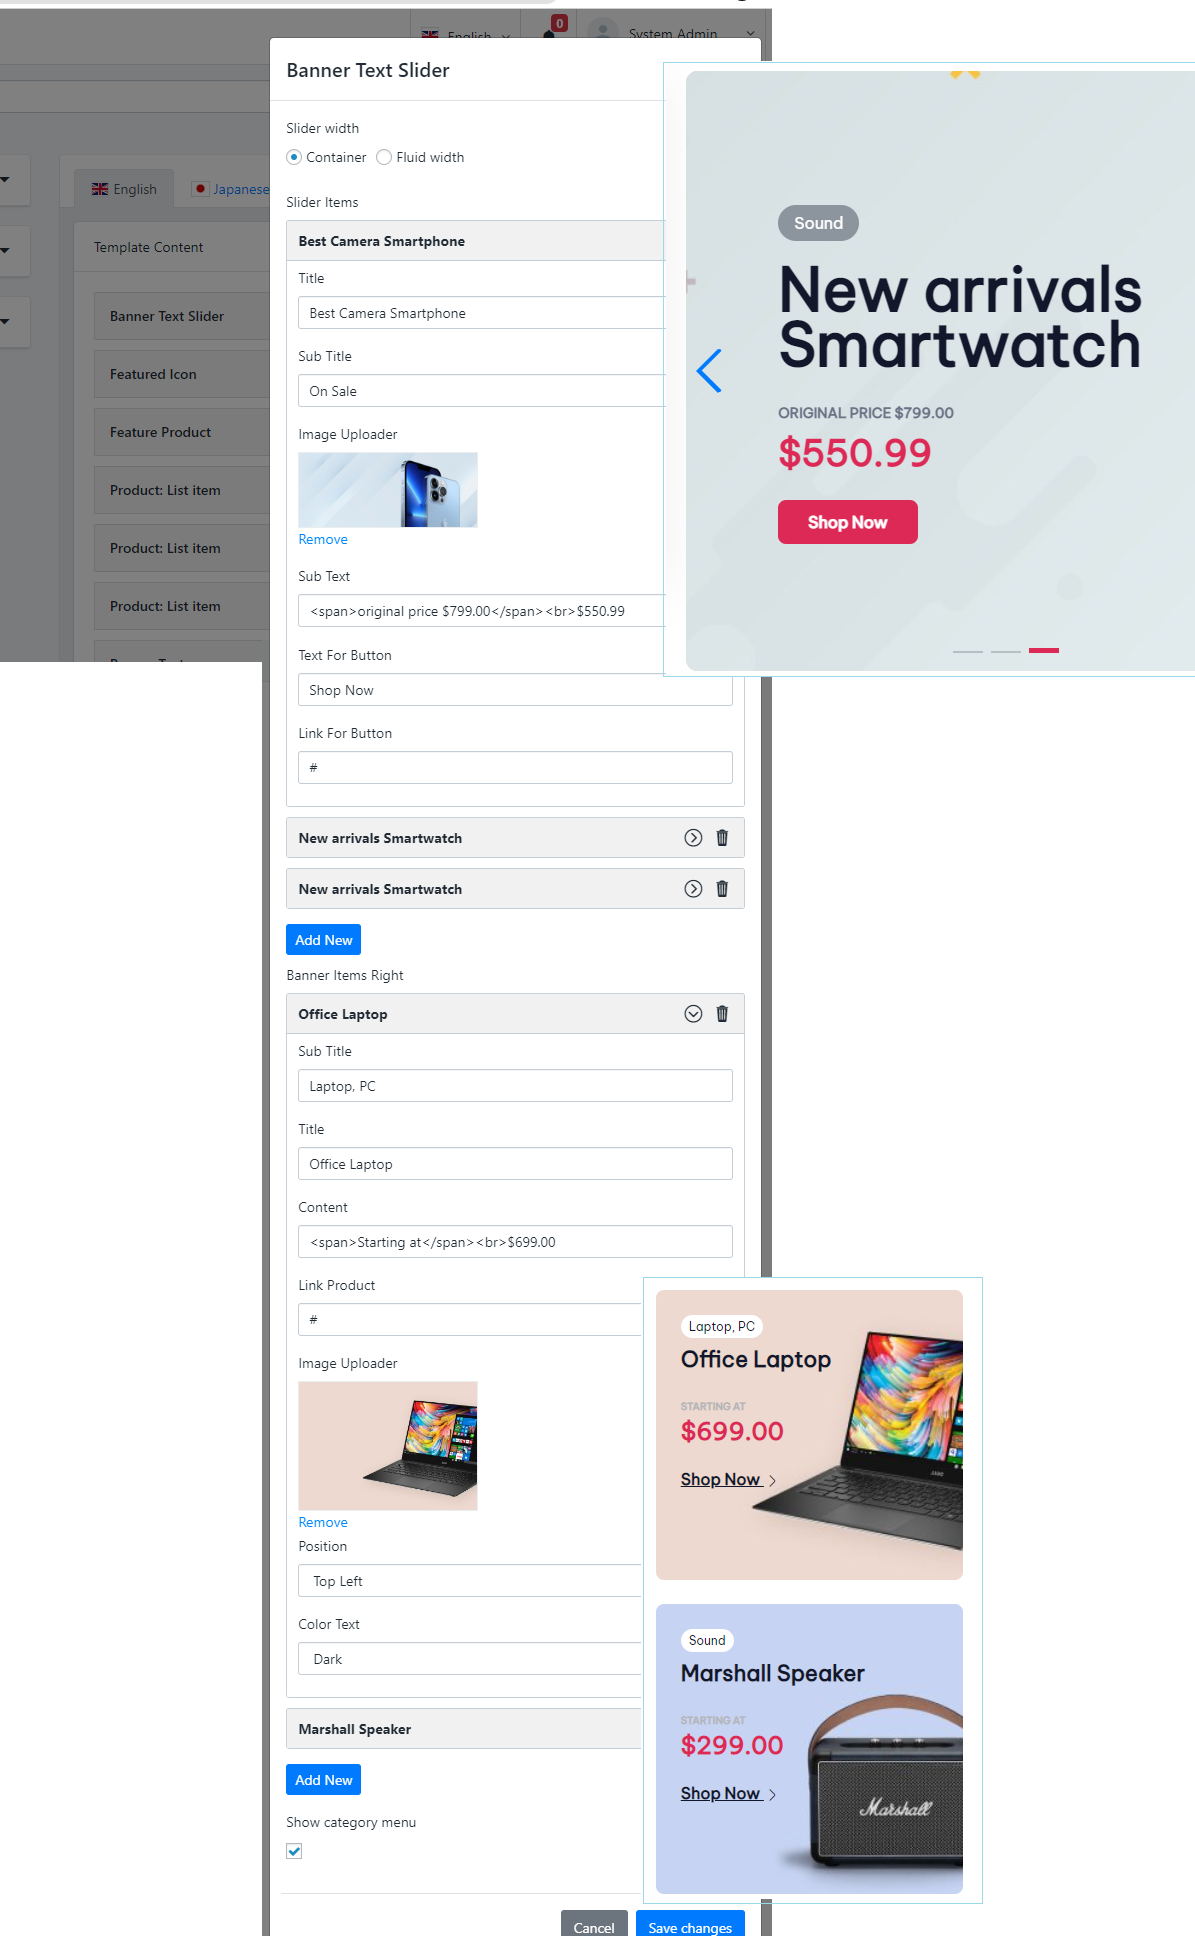 English
0
System Admin
English
Japanese
Template Content
Banner Text Slider
Featured Icon
Feature Product
Product: List item
Product: List item
Product: List item
Banner Text Slider
Slider width
Container
Fluid width
Slider Items
Best Camera Smartphone
Title
Best Camera Smartphone
Sub Title
On Sale
Image Uploader
Remove
Sub Text
<span>original price $799.00</span><br>$550.99
Text For Button
Shop Now
Link For Button
#
New arrivals Smartwatch
New arrivals Smartwatch
Add New
Banner Items Right
Office Laptop
Sub Title
Laptop, PC
Title
Office Laptop
Content
<span>Starting at</span><br>$699.00
Link Product
#
Image Uploader
Remove
Position
Top Left
Color Text
Dark
Marshall Speaker
Add New
Show category menu
Cancel
Save changes
Sound
New arrivals
Smartwatch
ORIGINAL PRICE $799.00
$550.99
Shop Now
Laptop, PC
Office Laptop
STARTING AT
$699.00
Shop Now
Sound
Marshall Speaker
STARTING AT
$299.00
Shop Now
Marshall